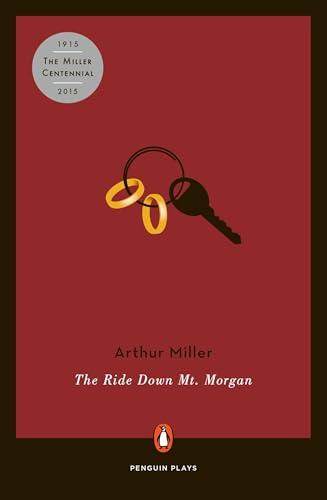 1915
The Miller
Centennial
2015
Arthur Miller
The Ride Down Mt. Morgan
PENGUIN PLAYS